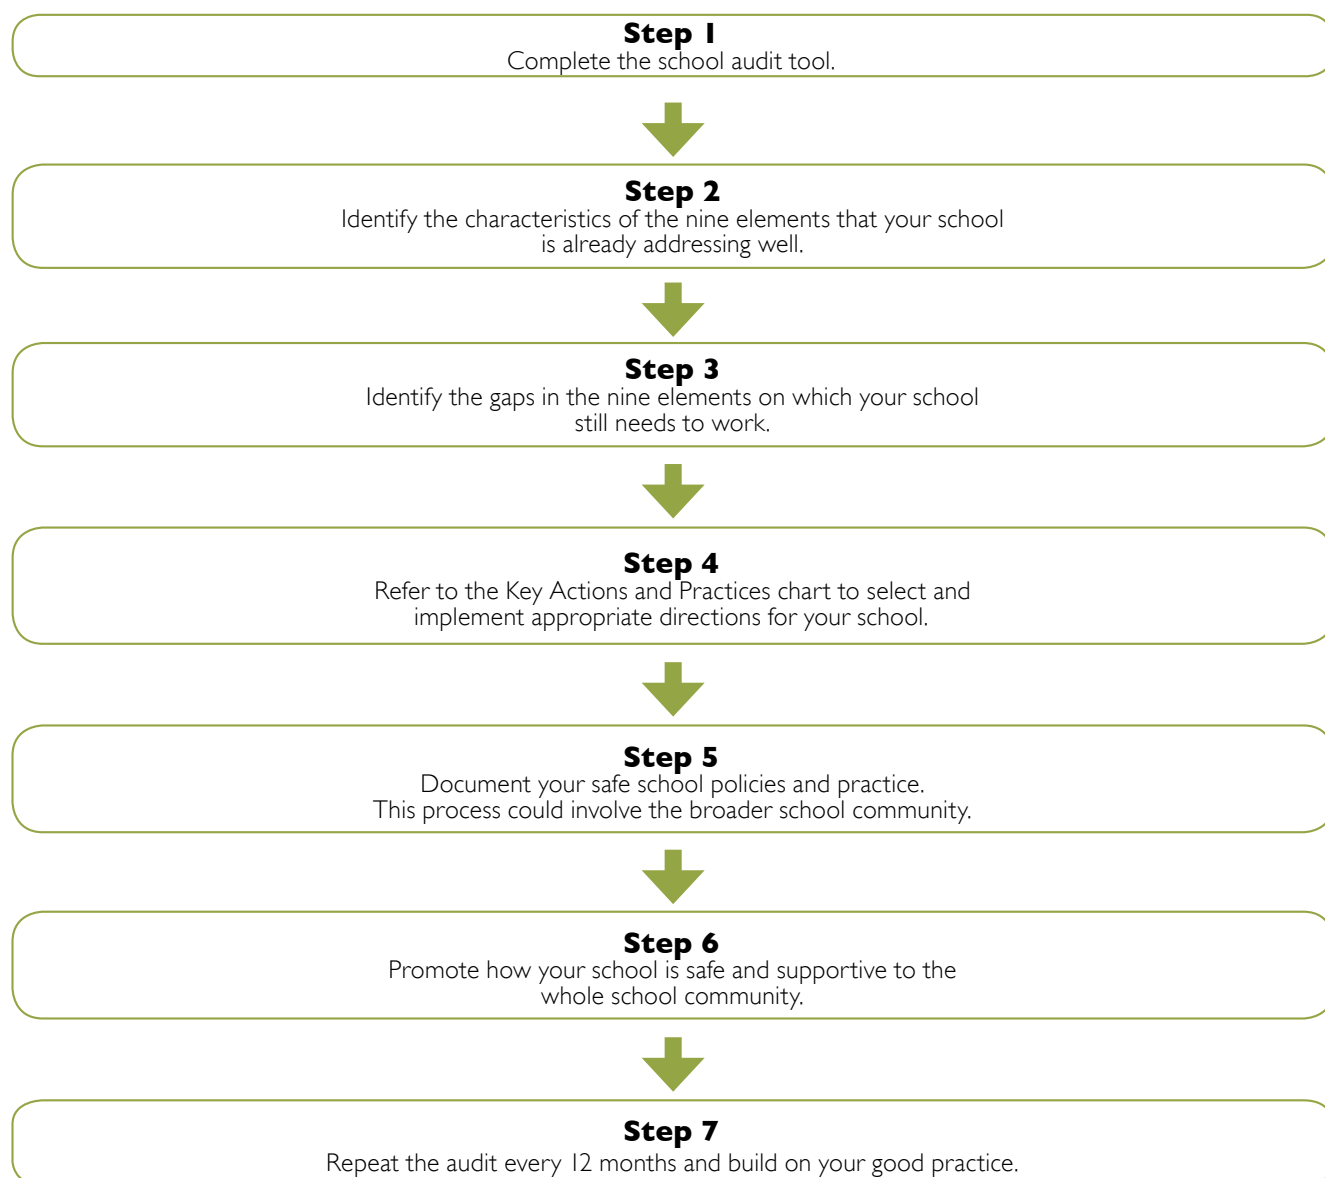 Step 1
Complete the school audit tool.
Step 2
Identify the characteristics of the nine elements that your school
is already addressing well.
Step 3
Identify the gaps in the nine elements on which your school
still needs to work.
Step 4
Refer to the Key Actions and Practices chart to select and
implement appropriate directions for your school.
Step 5
Document your safe school policies and practice.
This process could involve the broader school community.
Step 6
Promote how your school is safe and supportive to the
whole school community.
Step 7
Repeat the audit every 12 months and build on your good practice.